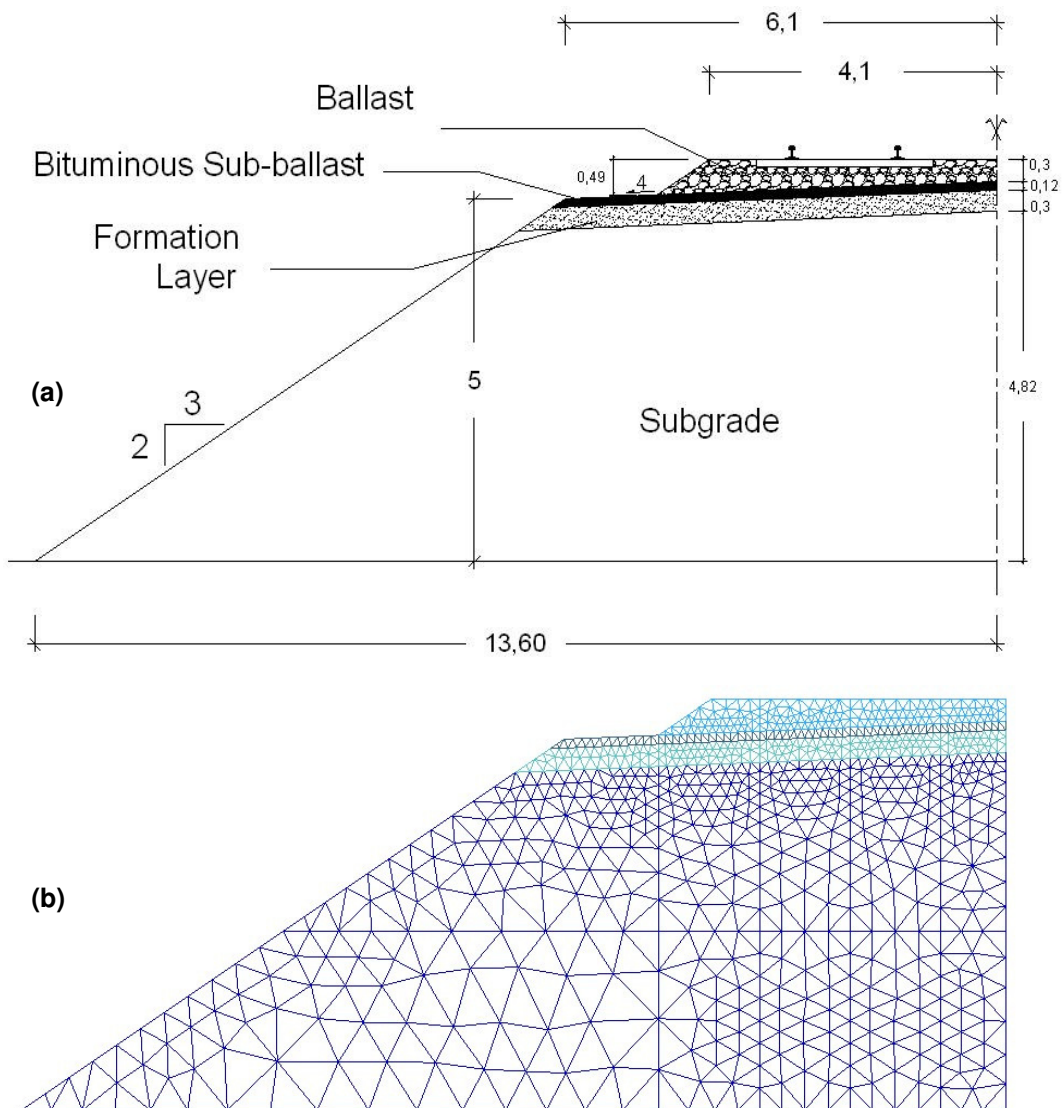 6,1
4,1
Ballast
Bituminous Sub-ballast
0,49
4
0,3
0,12
0,3
Formation
Layer
(a)
5
4,82
3
2
Subgrade
13,60
(b)